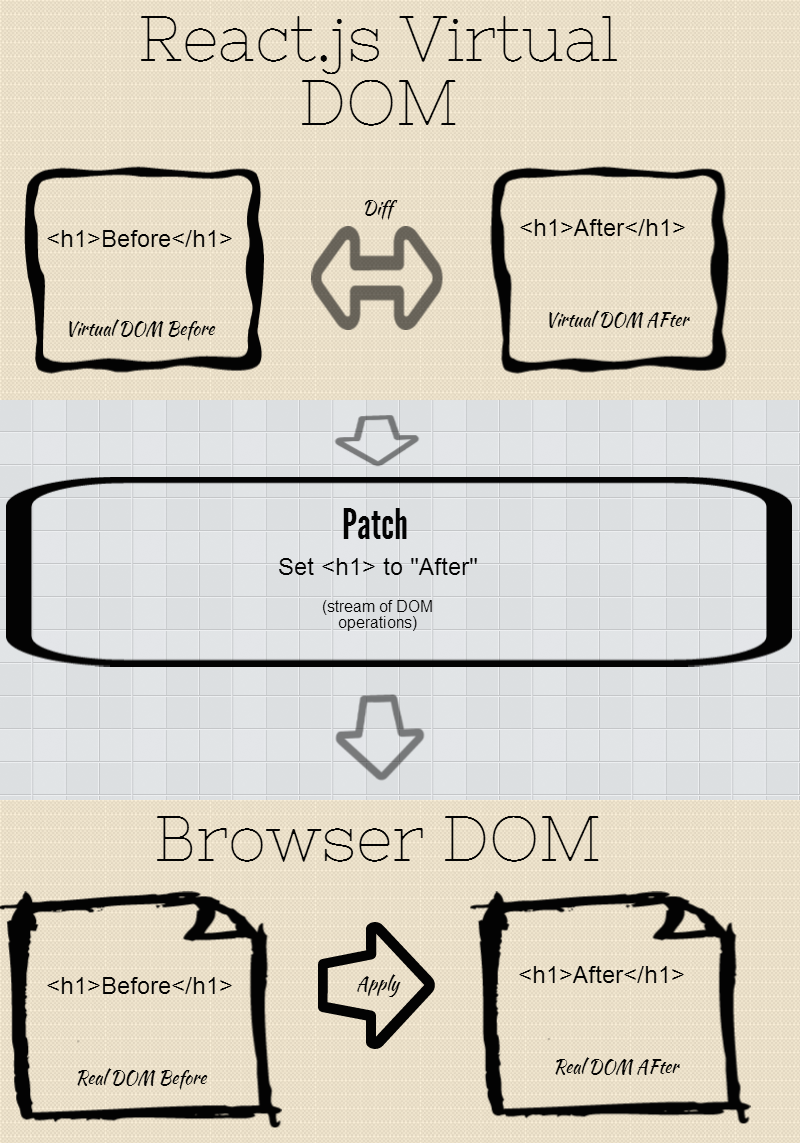 React.js Virtual
DOM
Diff
<h1>Before</h1>
<h1>After</h1>
Virtual DOM Before
Virtual DOM AFter
Patch
Set <h1> to "After"
(stream of DOM
operations)
Browser DOM
<h1>Before</h1>
Apply
<h1>After</h1>
Real DOM Before
Real DOM AFter